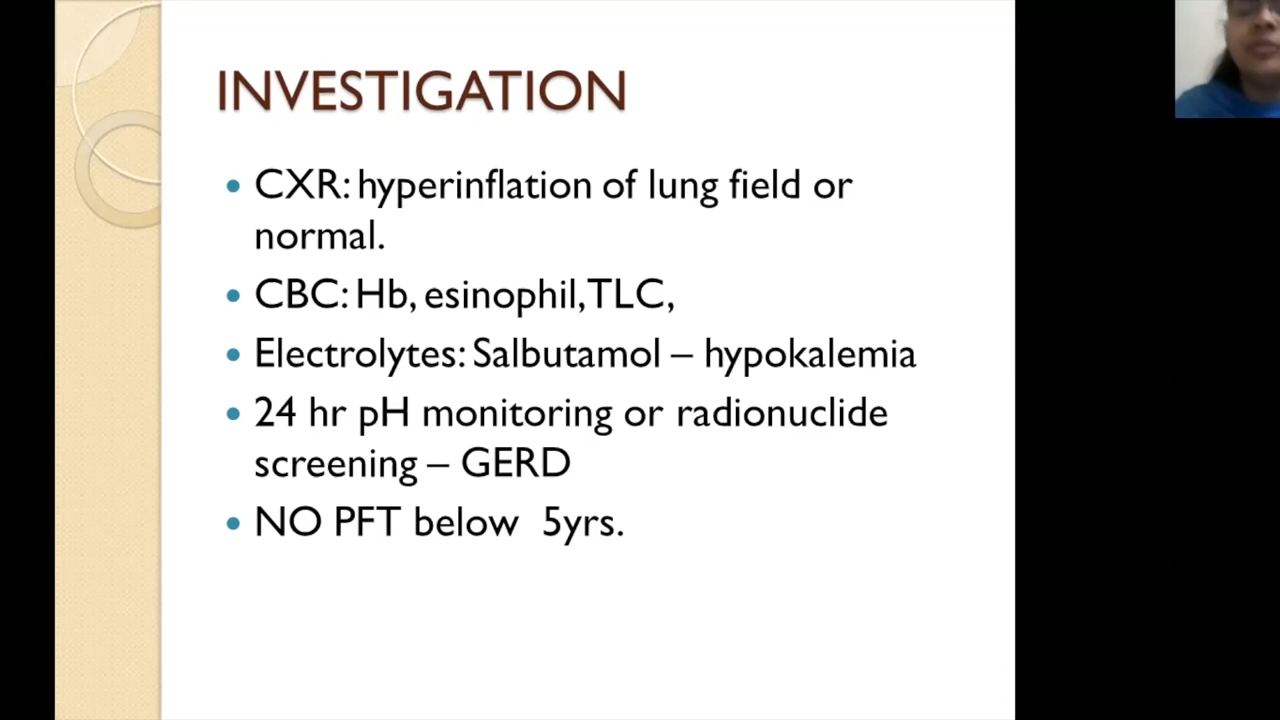 INVESTIGATION
CXR: hyperinflation of lung field or
normal.
CBC: Hb, esinophil, TLC,
Electrolytes: Salbutamol – hypokalemia
24 hr pH monitoring or radionuclide
screening – GERD
NO PFT below 5yrs.